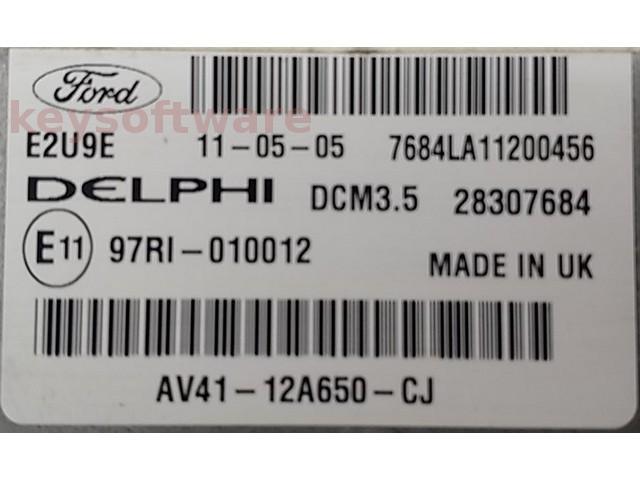 Ford
keysoftware
E2U9E 11-05-05 7684LA11200456
DELPHI DCM3.5 28307684
E11 97RI-010012 MADE IN UK
AV41-12A650-CJ